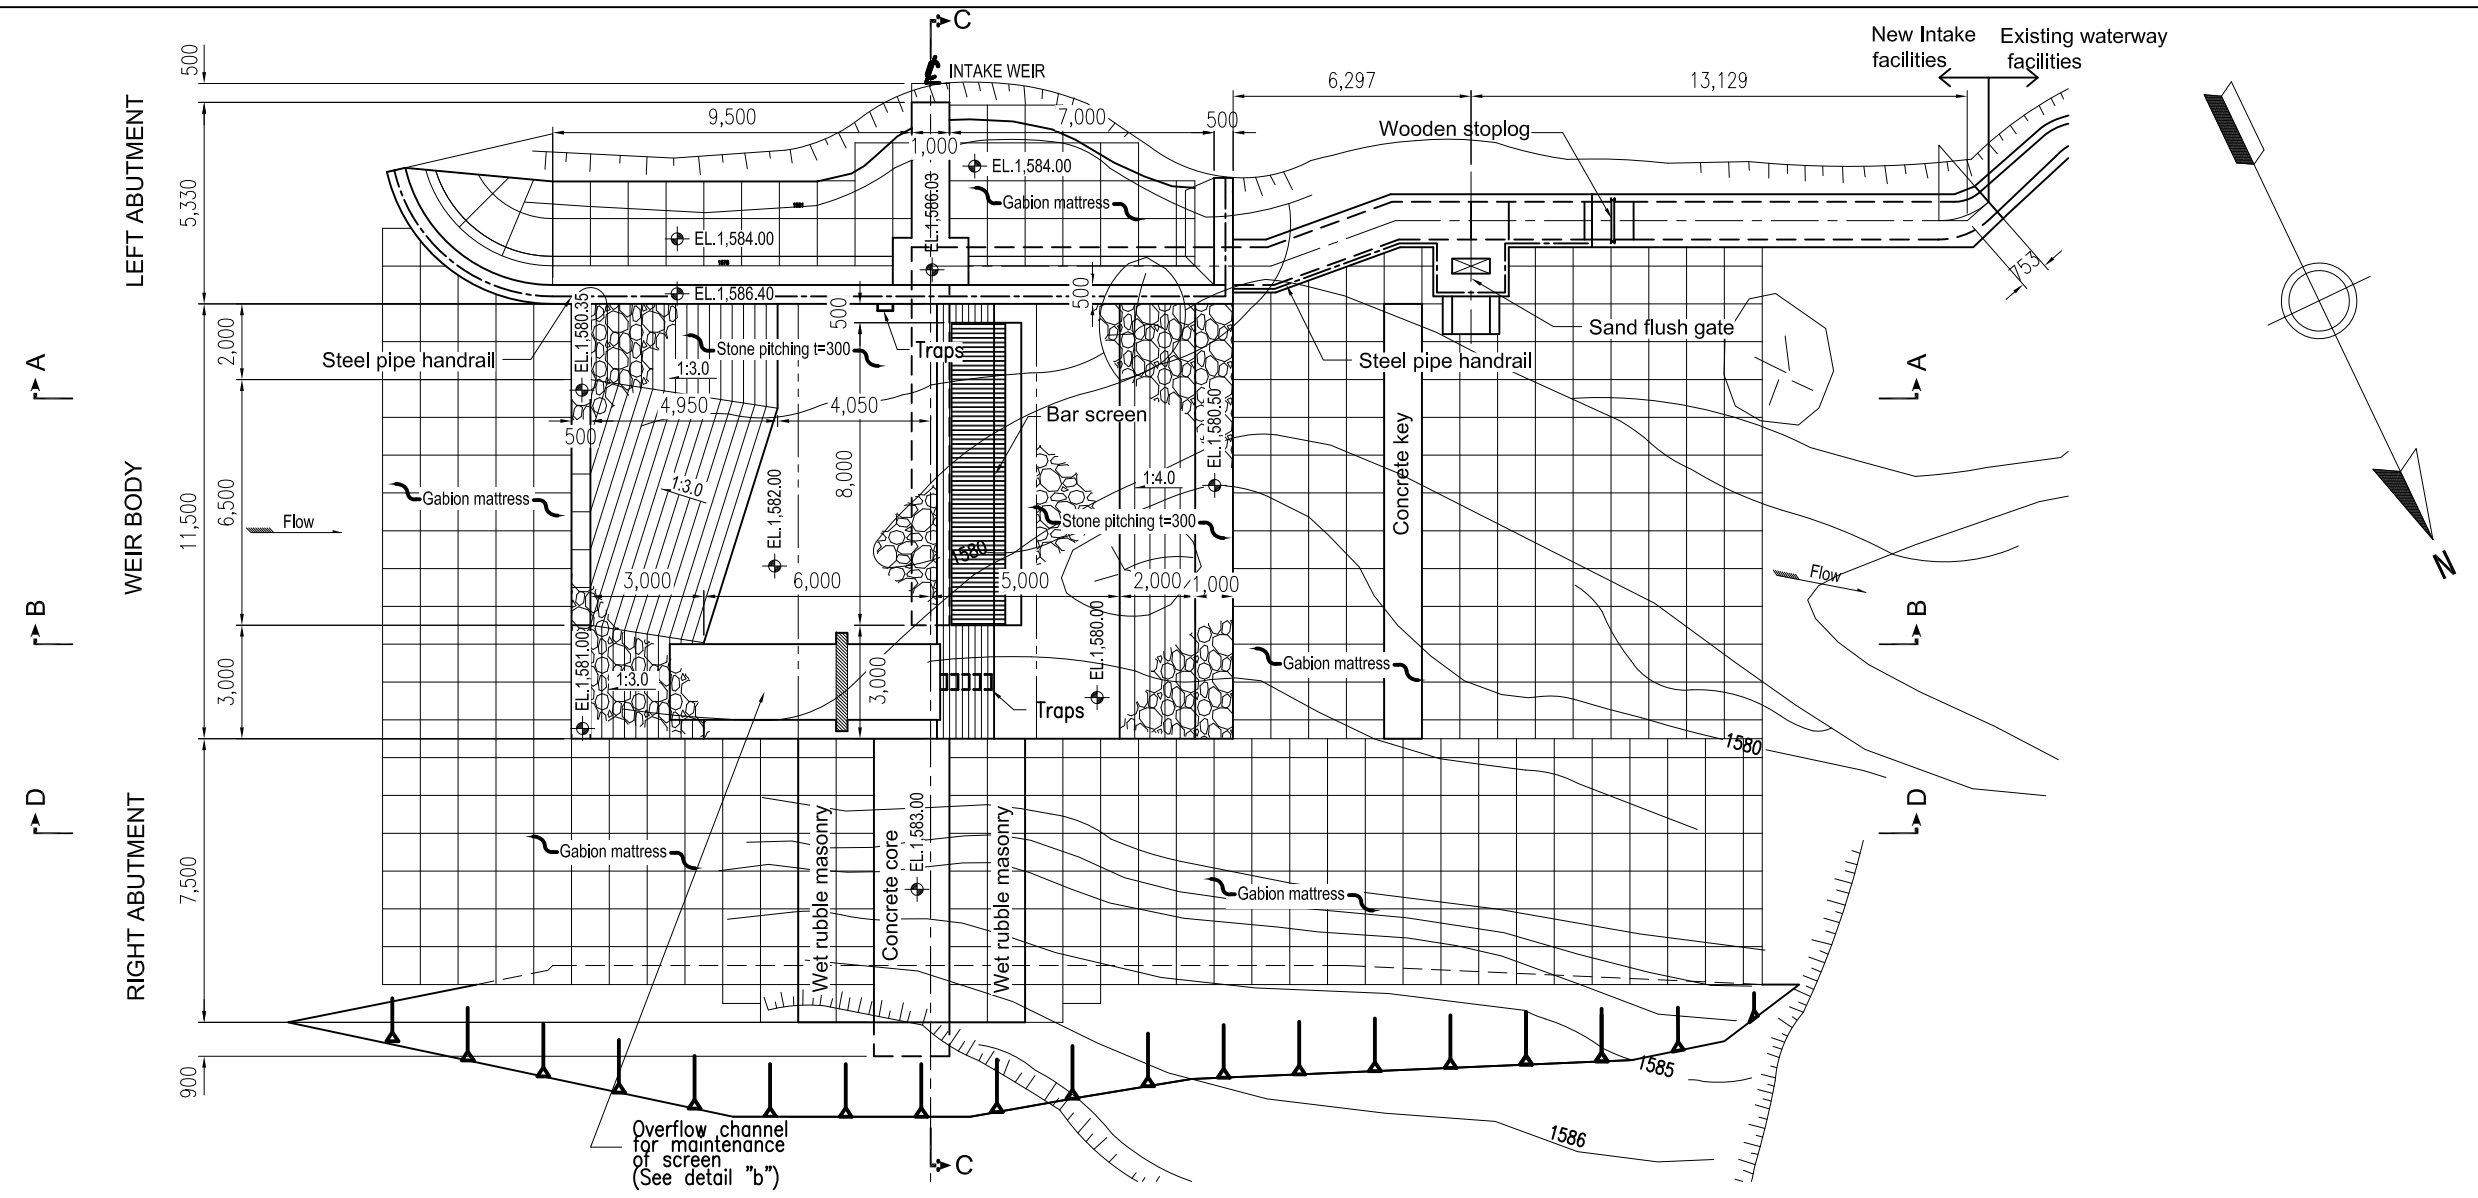 C
INTAKE WEIR
New Intake
facilities
Existing waterway
facilities
500
9,500
1,000
7,000
500
6,297
13,129
LEFT ABUTMENT
5,330
EL.1,584.00
Wooden stoplog
Gabion mattress
EL.1,586.03
EL.1,584.00
EL.1,586.40
500
500
753
Sand flush gate
Steel pipe handrail
EL.1,580.35
Stone pitching t=300
Traps
Steel pipe handrail
A
2,000
1:3.0
4,950
4,050
500
Bar screen
EL.1,580.50
Concrete key
A
WEIR BODY
11,500
6,500
Gabion mattress
Flow
1:3.0
EL.1,582.00
8,000
1580
1:4.0
Stone pitching t=300
Flow
N
3,000
6,000
5,000
2,000
1,000
B
B
3,000
EL.1,581.00
1:3.0
3,000
EL.1,580.00
Traps
Gabion mattress
1580
D
D
RIGHT ABUTMENT
7,500
Gabion mattress
Wet rubble masonry
Concrete core
EL.1,583.00
Wet rubble masonry
Gabion mattress
900
1585
1586
Overflow channel
for maintenance
of screen
(See detail "b")
C